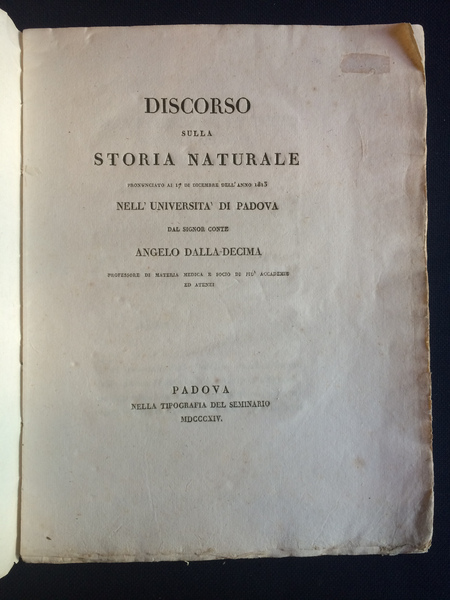 DISCORSO
SULLA
STORIA NATURALE
PRONUNCIATO AI 17 DI DICEMBRE DELL' ANNO 1813
NELL' UNIVERSITA' DI PADOVA
DAL SIGNOR CONTE
ANGELO DALLA-DECIMA
PROFESSORE DI MATERIA MEDICA E SOCIO DI PIU' ACCADEMIE
ED ATENEI
PADOVA
NELLA TIPOGRAFIA DEL SEMINARIO
MDCCCXIV.